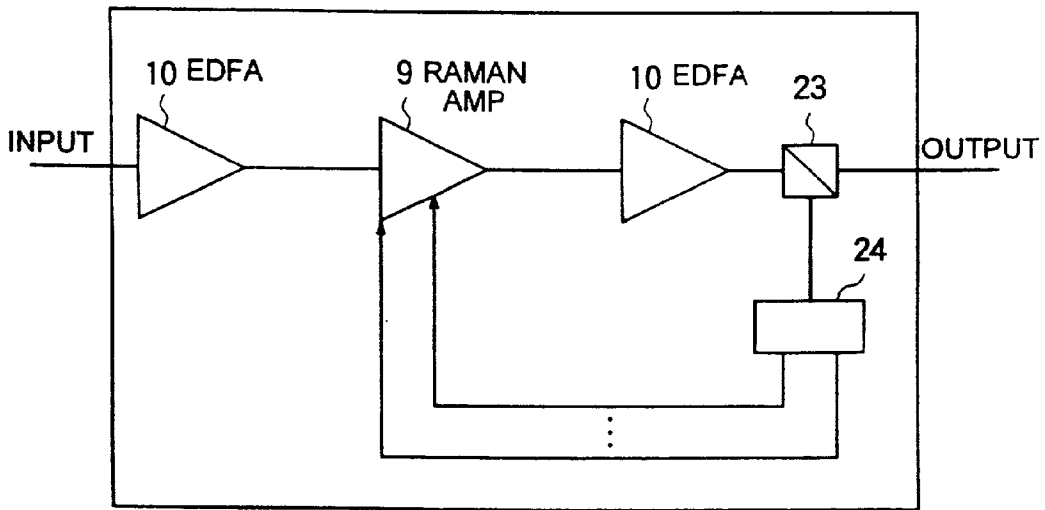 10 EDFA
9 RAMAN
AMP
10 EDFA
23
INPUT
OUTPUT
24